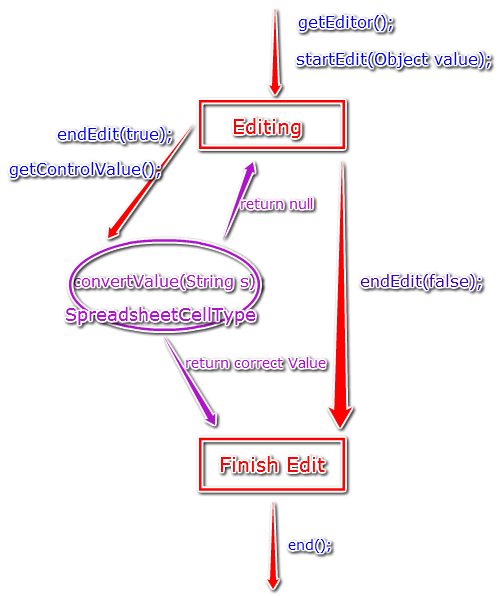 getEditor();
startEdit(Object value);
Editing
endEdit(true);
getControlValue();
return null
convertValue(String s)
SpreadsheetCellType
endEdit(false);
return correct Value
Finish Edit
end();